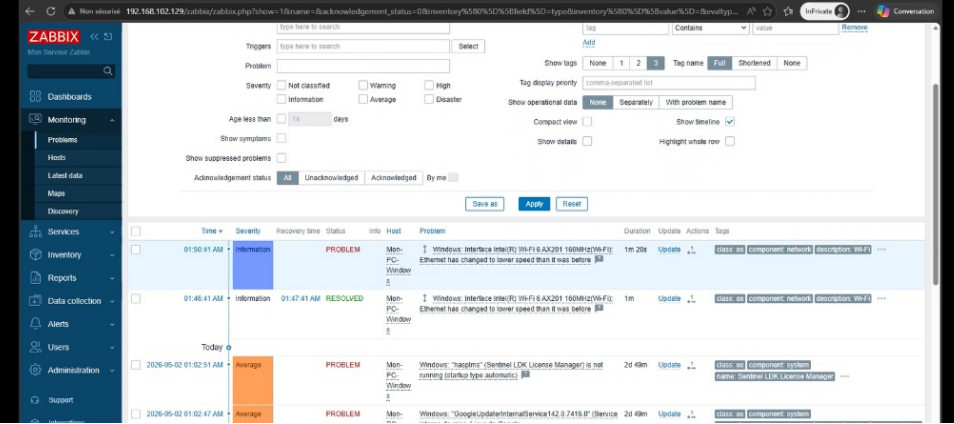 Non sécurisé 192.168.102.129/zabbix/zabbix.php?show=1&name=&acknowledgement_status=0&inventory%5B0%5D%5Bfield%5D=type&inventory%5B0%5D%5Bvalue%5D=&evaltyp... InPrivate Conversation
ZABBIX
Mon Serveur Zabbix
Dashboards
Monitoring
Problems
Hosts
Latest data
Maps
Discovery
Services
Inventory
Reports
Data collection
Alerts
Users
Administration
Support
Integrations
type here to search
Triggers type here to search Select
Problem
Severity Not classified Warning High
Information Average Disaster
Age less than 14 days
Show symptoms
Show suppressed problems
Acknowledgement status All Unacknowledged Acknowledged By me
tag Contains value Remove
Add
Show tags None 1 2 3 Tag name Full Shortened None
Tag display priority comma-separated list
Show operational data None Separately With problem name
Compact view Show timeline
Show details Highlight whole row
Save as Apply Reset
Time Severity Recovery time Status Info Host Problem Duration Update Actions Tags
01:50:41 AM Information PROBLEM Mon-PC-Windows Windows: Interface Intel(R) Wi-Fi 6 AX201 160MHz(Wi-Fi): Ethernet has changed to lower speed than it was before ? 1m 20s Update 1 class: os component: network description: Wi-Fi ...
01:46:41 AM Information 01:47:41 AM RESOLVED Mon-PC-Windows Windows: Interface Intel(R) Wi-Fi 6 AX201 160MHz(Wi-Fi): Ethernet has changed to lower speed than it was before ? 1m Update 1 class: os component: network description: Wi-Fi ...
Today
2026-05-02 01:02:51 AM Average PROBLEM Mon-PC-Windows Windows: "hasplms" (Sentinel LDK License Manager) is not running (startup type automatic) ? 2d 49m Update 1 class: os component: system name: Sentinel LDK License Manager ...
2026-05-02 01:02:47 AM Average PROBLEM Mon- Windows: "GoogleUpdaterInternalService142.0.7416.0" (Service 2d 49m Update 1 class: os component: system